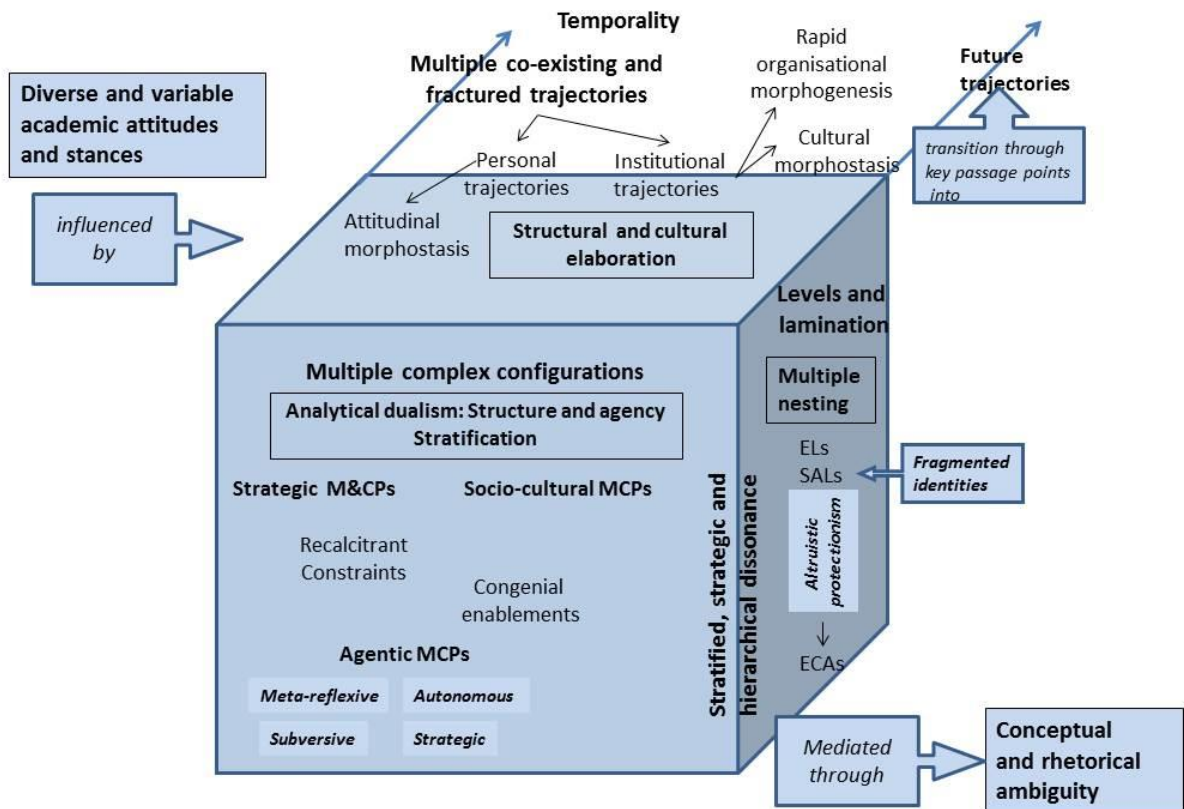 Temporality
Multiple co-existing and
fractured trajectories
Rapid
organisational
morphogenesis
Future
trajectories
Diverse and variable
academic attitudes
and stances
Cultural
morphostasis
transition through
key passage points
into
Personal
trajectories
Institutional
trajectories
influenced
by
Attitudinal
morphostasis
Structural and cultural
elaboration
Levels and
lamination
Multiple complex configurations
Multiple
nesting
Analytical dualism: Structure and agency
Stratification
ELs
SALs
Fragmented
identities
Strategic M&CPs
Socio-cultural MCPs
Stratified, strategic and
hierarchical dissonance
Altruistic
protectionism
Recalcitrant
Constraints
Congenial
enablements
ECAs
Agentic MCPs
Meta-reflexive
Autonomous
Subversive
Strategic
Mediated
through
Conceptual
and rhetorical
ambiguity